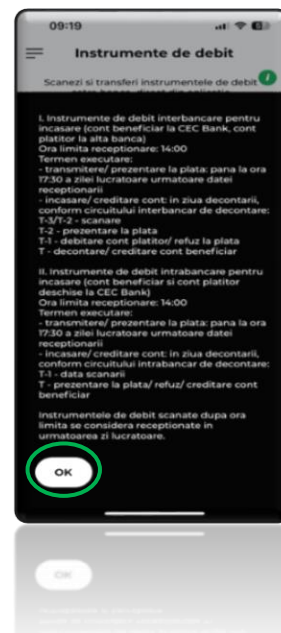 09:19
Instrumente de debit
Scanezi si transferi instrumentele de debit
I. Instrumente de debit interbancare pentru
incasare (cont beneficiar la CEC Bank, cont
platitor la alta banca)
Ora limita receptionare: 14:00
Termen executare:
- transmitere/ prezentare la plata: pana la ora
17:30 a zilei lucratoare urmatoare datei
receptionarii
- incasare/ creditare cont: in ziua decontarii,
conform circuitului interbancar de decontare:
T-3/T-2 - scanare
T-2 - prezentare la plata
T-1 - debitare cont platitor/ refuz la plata
T - decontare/ creditare cont beneficiar
II. Instrumente de debit intrabancare pentru
incasare (cont beneficiar si cont platitor
deschise la CEC Bank)
Ora limita receptionare: 14:00
Termen executare:
- transmitere/ prezentare la plata: pana la ora
17:30 a zilei lucratoare urmatoare datei
receptionarii
- incasare/ creditare cont: in ziua decontarii,
conform circuitului intrabancar de decontare:
T-1 - data scanarii
T - prezentare la plata/ refuz/ creditare cont
beneficiar
Instrumentele de debit scanate dupa ora
limita se considera receptionate in
urmatoarea zi lucratoare.
OK